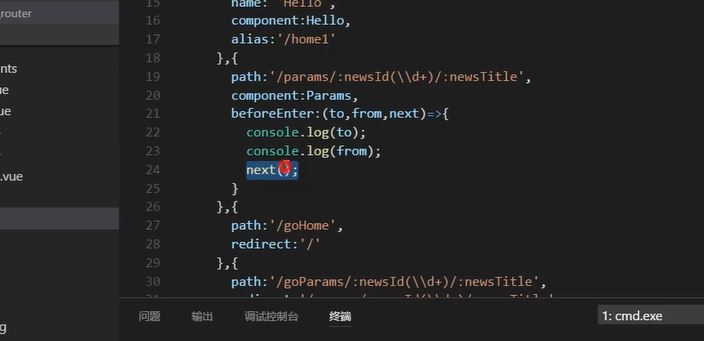 router
15 name: 'Hello',
16 component:Hello,
17 alias:'/home1'
nts
18 },{
ue
19 path:'/params/:newsId(\\d+)/:newsTitle',
20 component:Params,
ue
21 beforeEnter:(to,from,next)=>{
22 console.log(to);
23 console.log(from);
.vue
24 next();
25 }
26 },{
27 path:'/goHome',
28 redirect:'/'
29 },{
30 path:'/goParams/:newsId(\\d+)/:newsTitle',
g
问题 输出 调试控制台 终端 1: cmd.exe